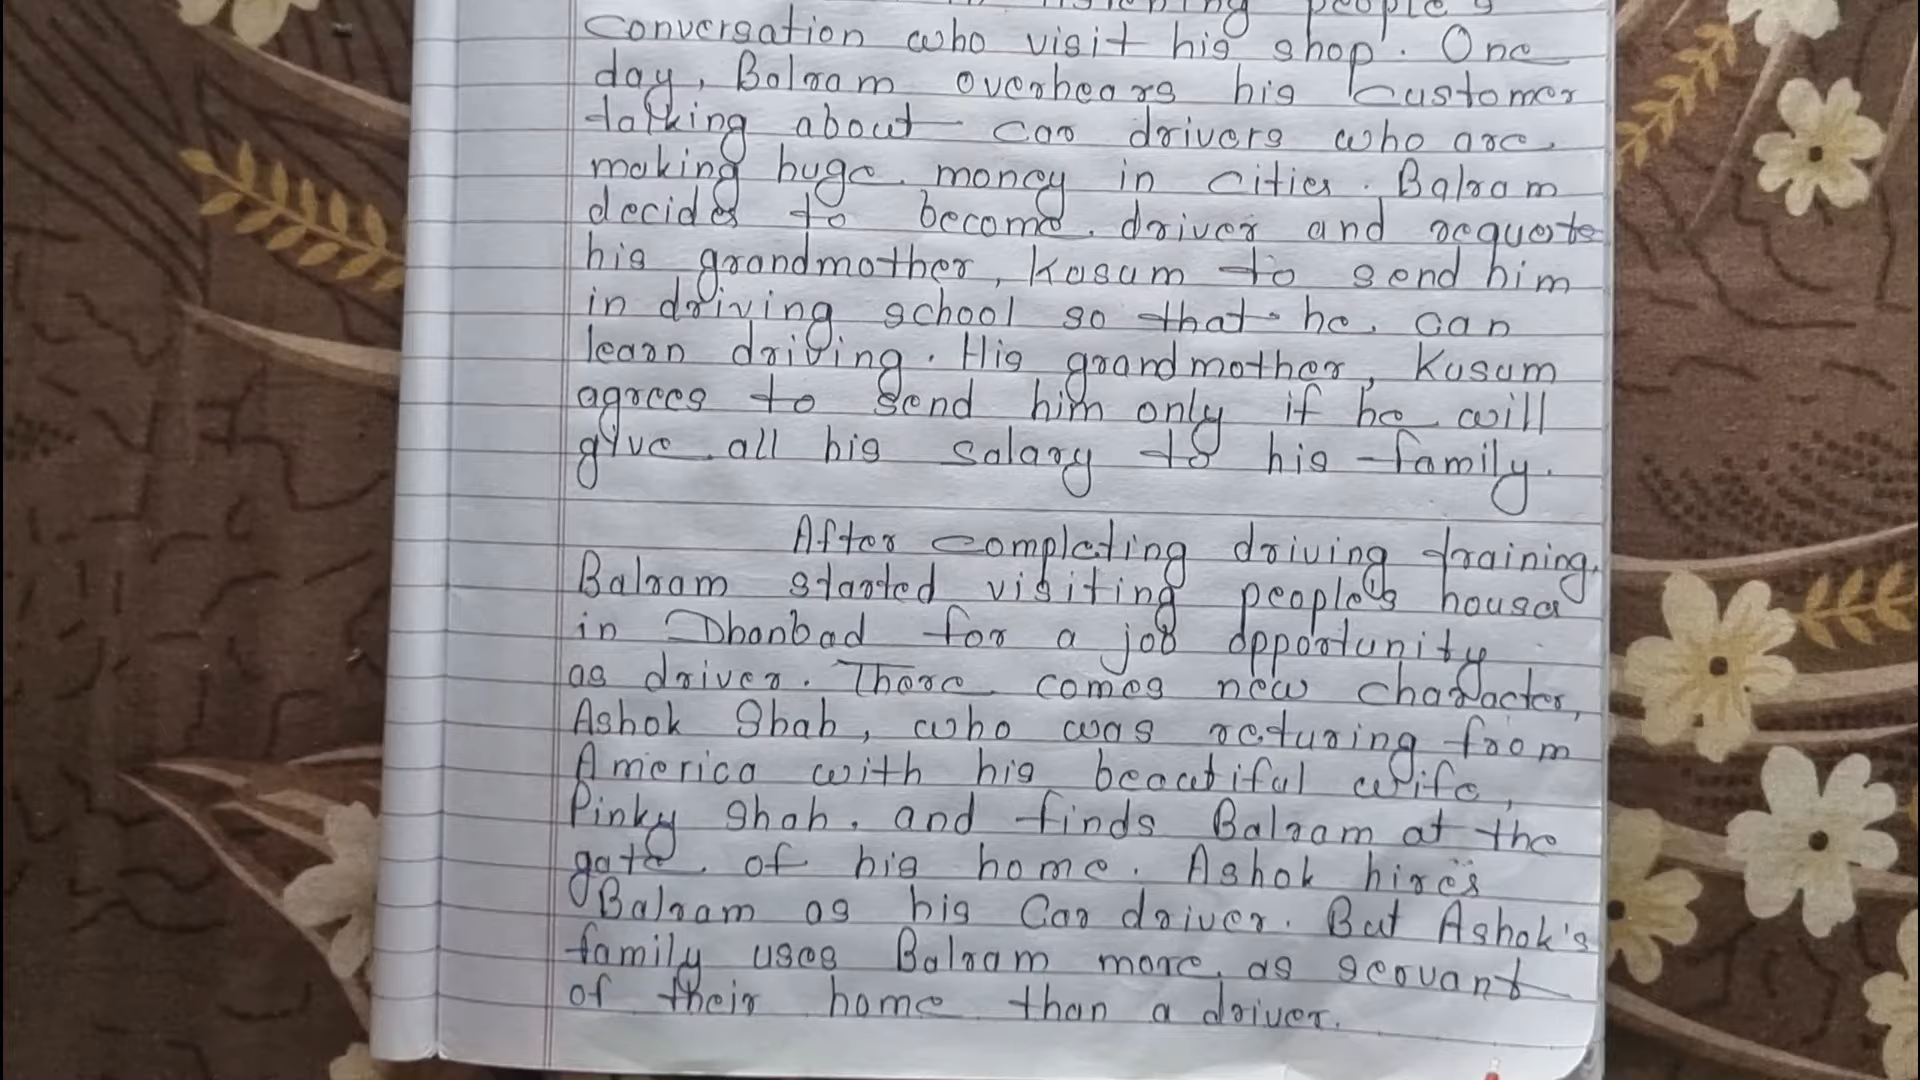 listening people's
conversation who visit his shop. One
day, Balram overhears his customer
talking about car drivers who are
making huge money in cities. Balram
decides to become driver and requests
his grandmother, Kusum to send him
in driving school so that he can
learn driving. His grandmother, Kusum
agrees to send him only if he will
give all his salary to his family.
After completing driving training,
Balram started visiting people's house
in Dhanbad for a job opportunity
as driver. There comes new character,
Ashok Shah, who was returing from
America with his beautiful wife,
Pinky Shah, and finds Balram at the
gate of his home. Ashok hires
Balram as his Car driver. But Ashok's
family uses Balram more as servant
of their home than a driver.